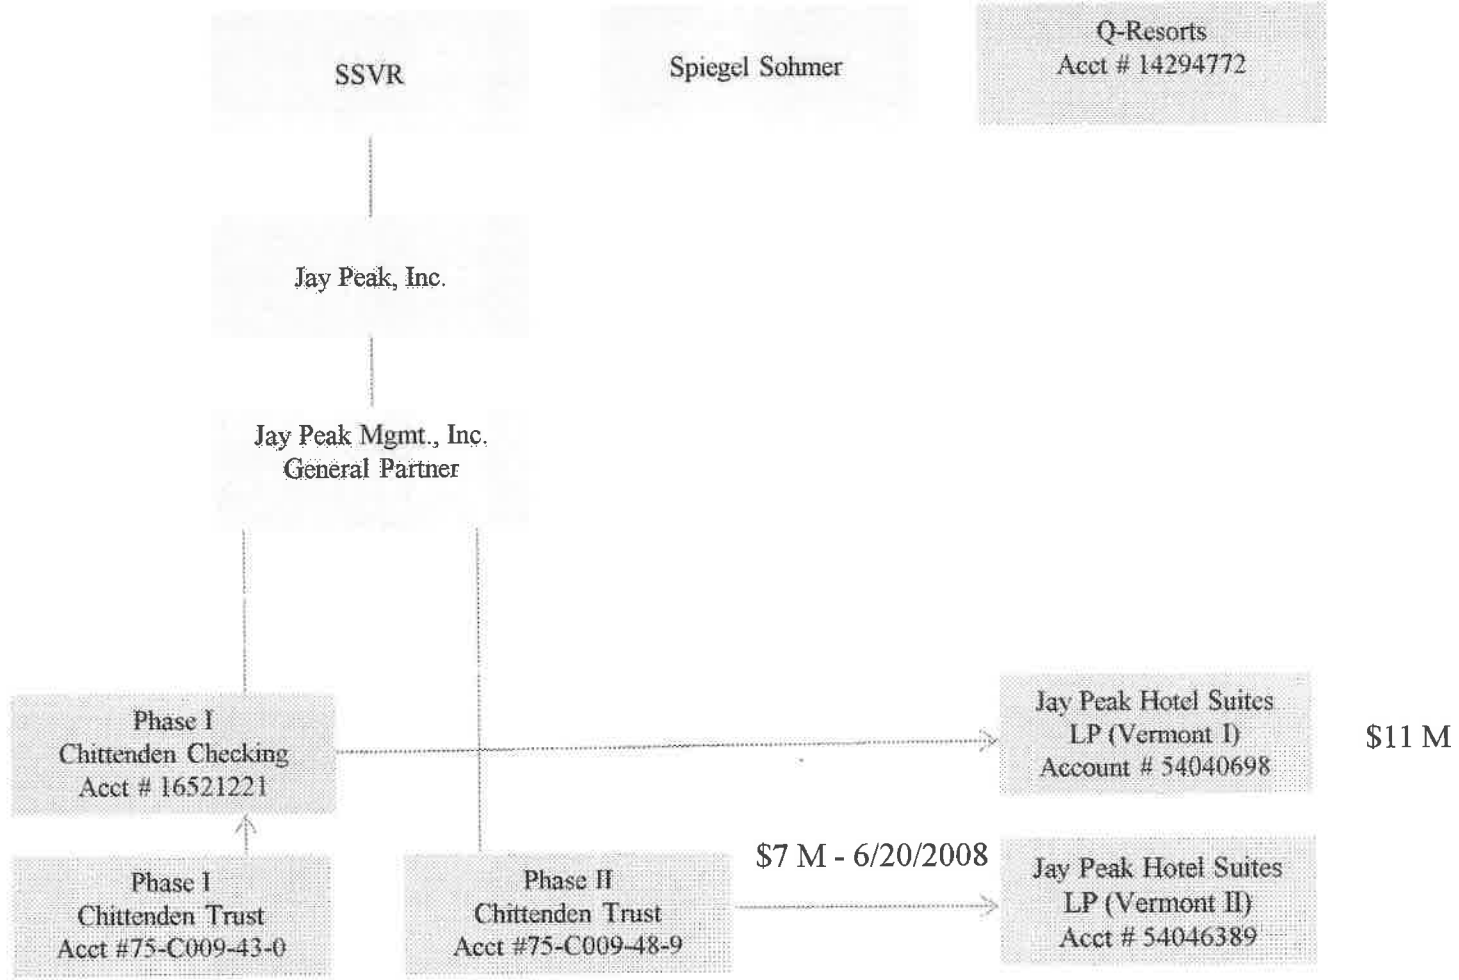 SSVR
Spiegel Sohmer
Q-Resorts
Acct # 14294772
Jay Peak, Inc.
Jay Peak Mgmt., Inc.
General Partner
Phase I
Chittenden Checking
Acct # 16521221
Jay Peak Hotel Suites
LP (Vermont I)
Account # 54040698
$11 M
Phase I
Chittenden Trust
Acct #75-C009-43-0
Phase II
Chittenden Trust
Acct #75-C009-48-9
$7 M - 6/20/2008
Jay Peak Hotel Suites
LP (Vermont II)
Acct # 54046389